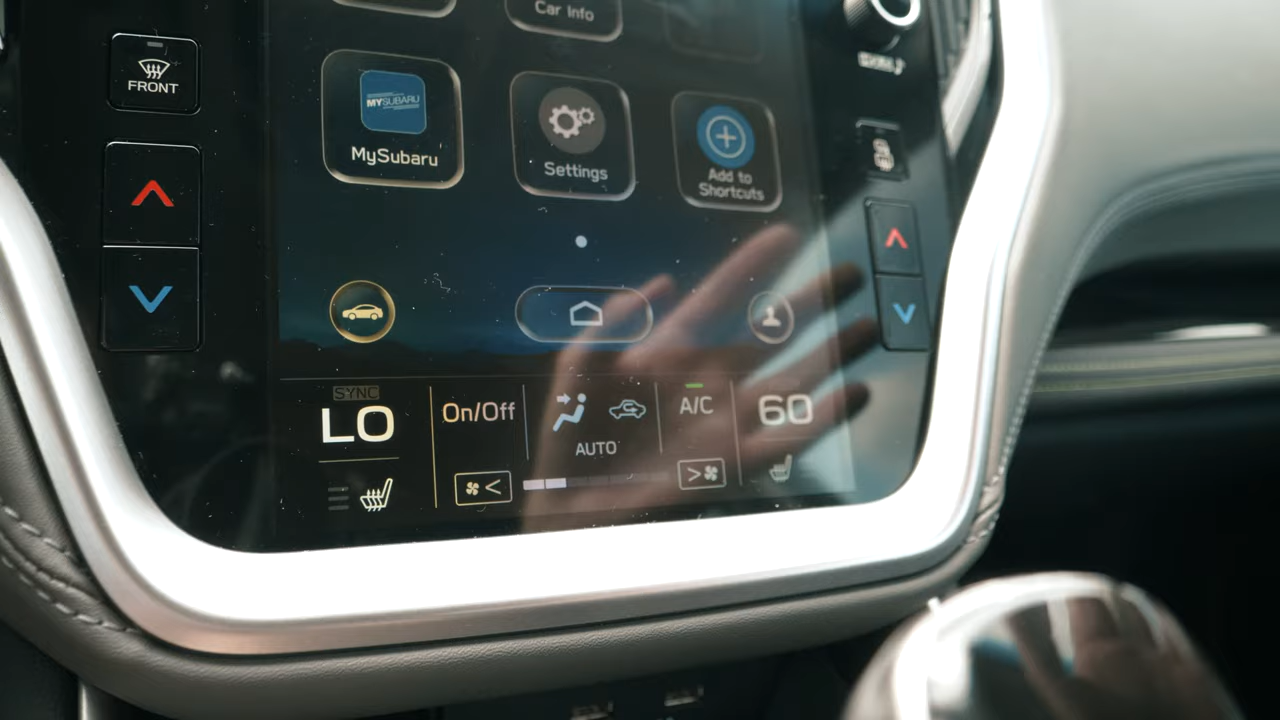 Car Info
FRONT
MYSUBARU
MySubaru
Settings
Add to
Shortcuts
SYNC
LO
On/Off
A/C
60
AUTO